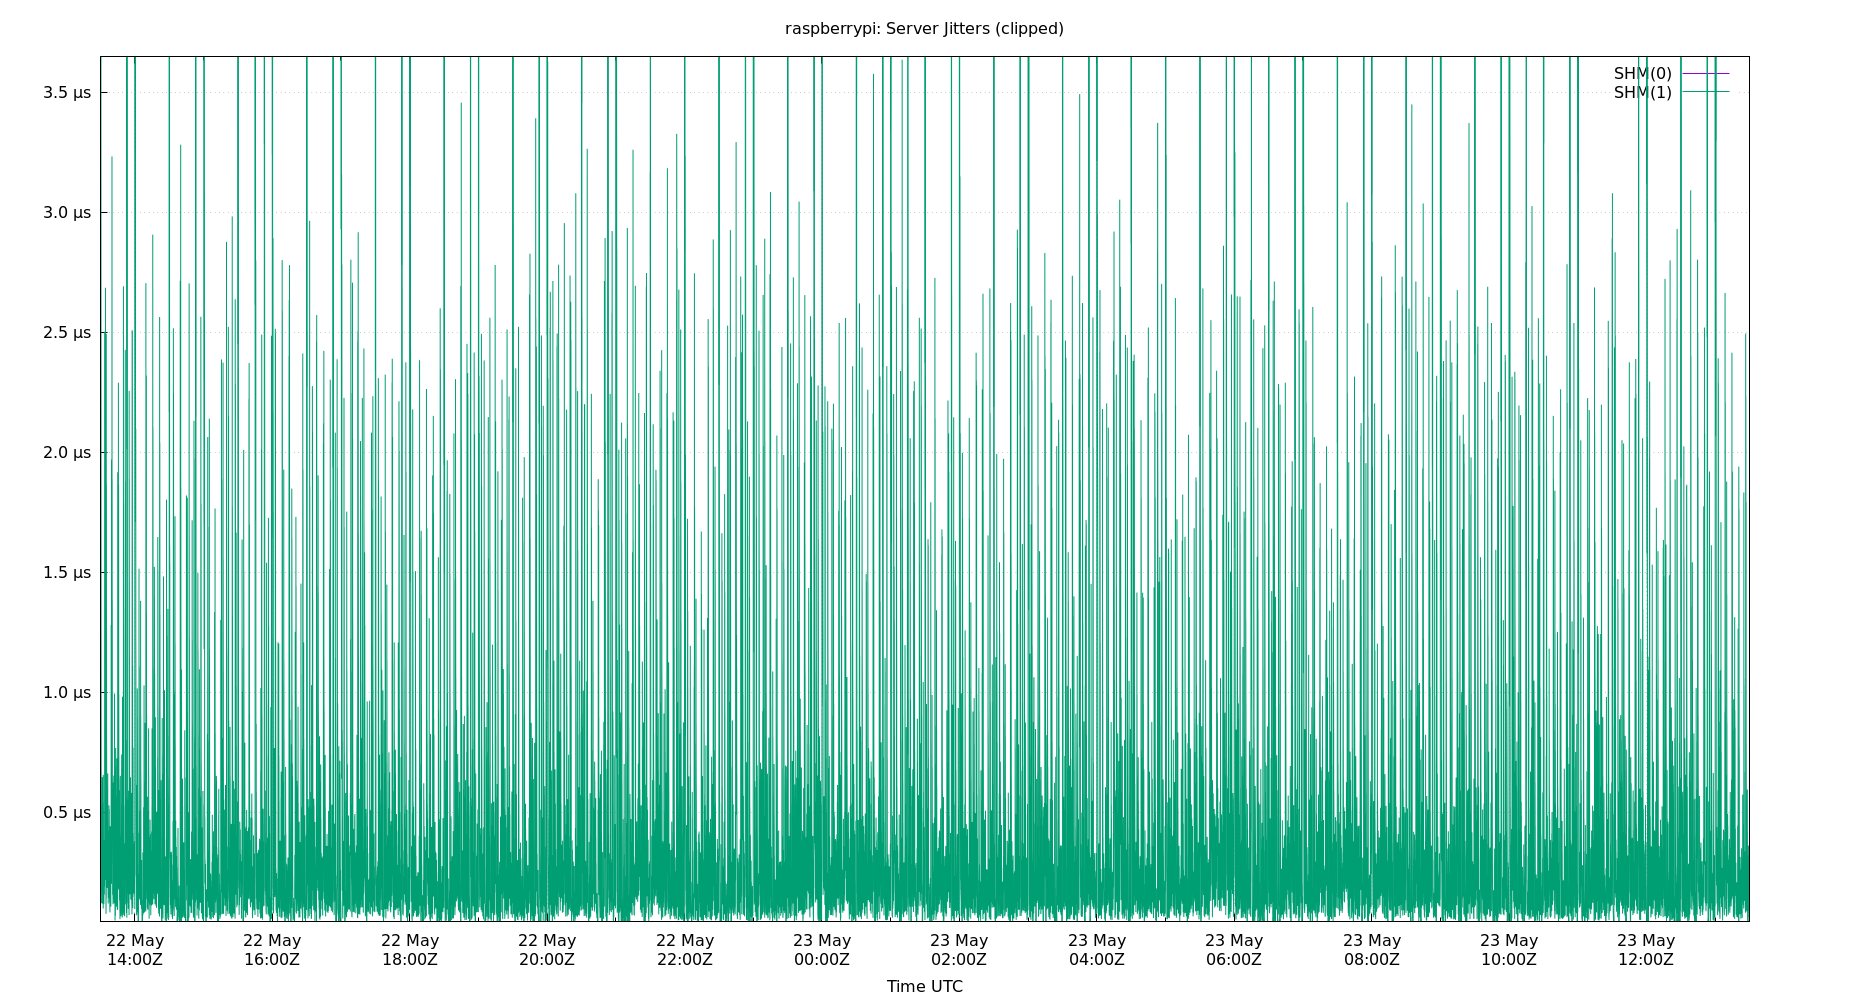 raspberrypi: Server Jitters (clipped)
SHM(0)
SHM(1)
3.5 µs
3.0 µs
2.5 µs
2.0 µs
1.5 µs
1.0 µs
0.5 µs
22 May 22 May 22 May 22 May 22 May 23 May 23 May 23 May 23 May 23 May 23 May 23 May
14:00Z 16:00Z 18:00Z 20:00Z 22:00Z 00:00Z 02:00Z 04:00Z 06:00Z 08:00Z 10:00Z 12:00Z
Time UTC